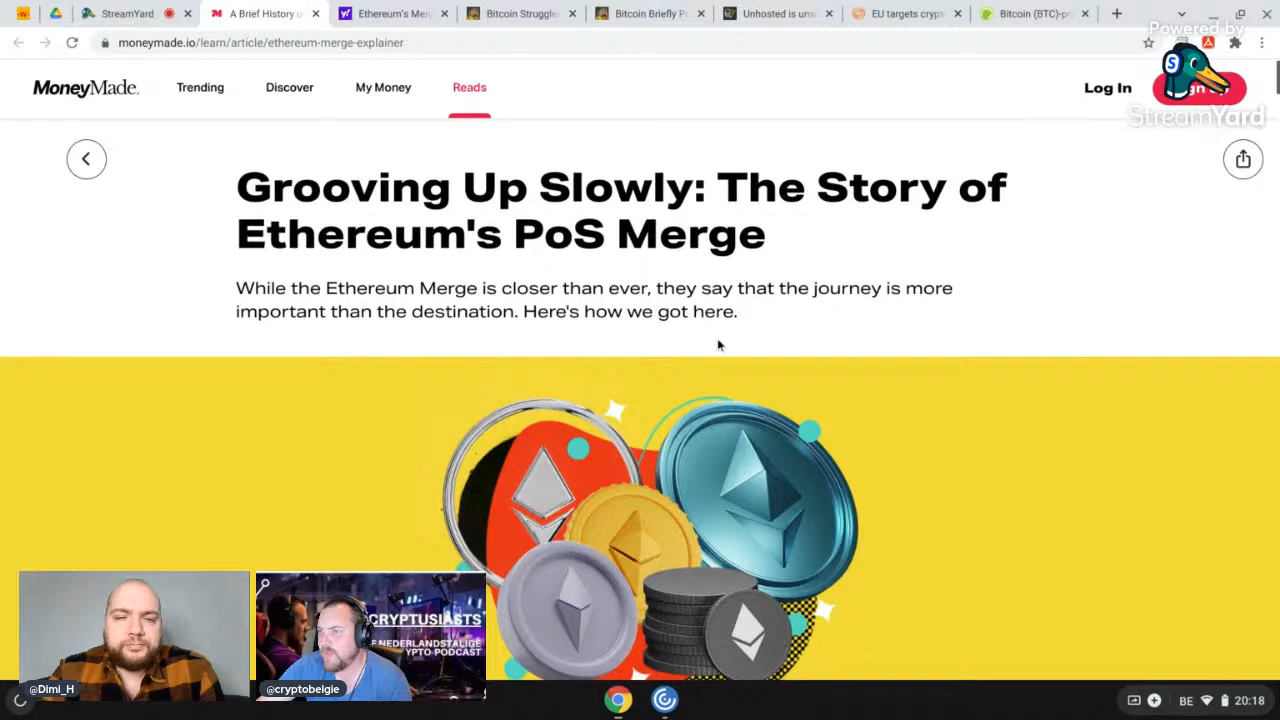 StreamYard
A Brief History o
Ethereum's Mer
Bitcoin Struggle
Bitcoin Briefly P
Unhosted is unw
EU targets crypt
Bitcoin (BTC)-pr
moneymade.io/learn/article/ethereum-merge-explainer
Powered by
StreamYard
MoneyMade.
Trending
Discover
My Money
Reads
Log In
Grooving Up Slowly: The Story of
Ethereum's PoS Merge
While the Ethereum Merge is closer than ever, they say that the journey is more
important than the destination. Here's how we got here.
CRYPTUSIASTS
E NEDERLANDSTALIGE
YPTO PODCAST
@Dimi_H
@cryptobelgie
BE
20:18